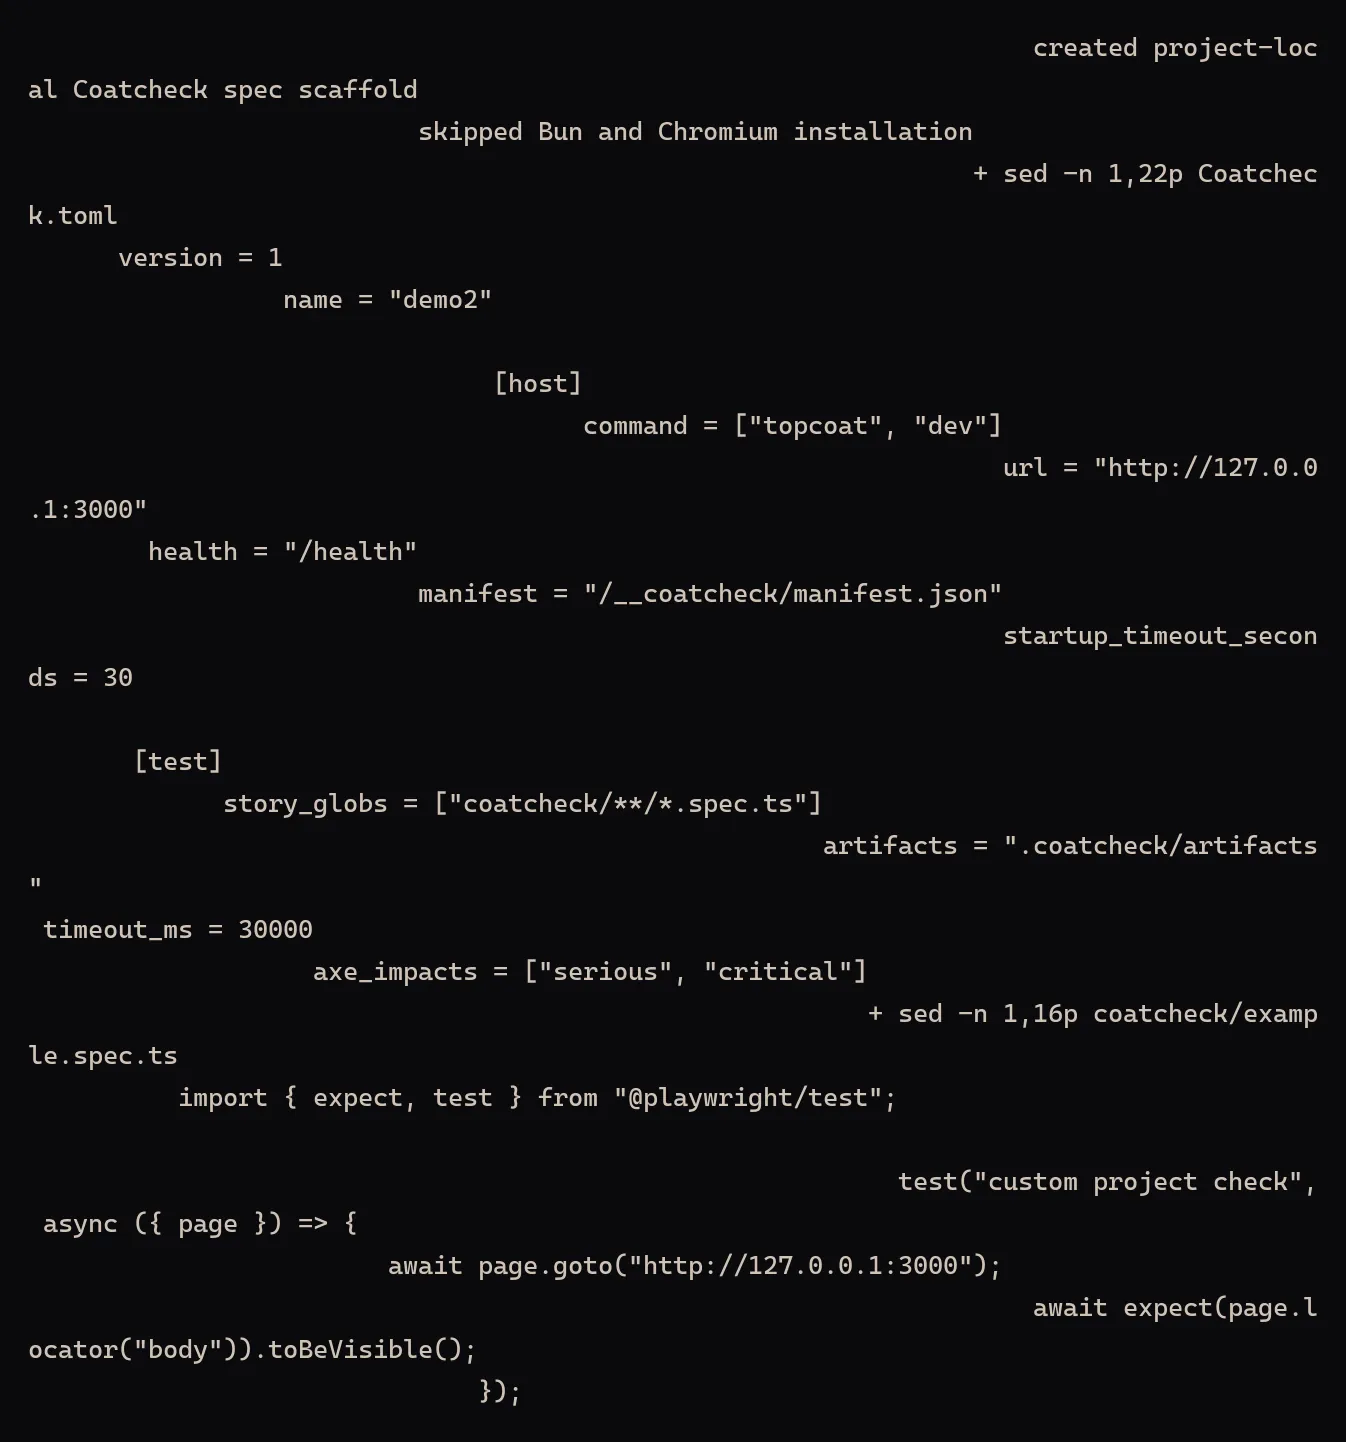 created project-loc
al Coatcheck spec scaffold
skipped Bun and Chromium installation
+ sed -n 1,22p Coatchec
k.toml
version = 1
name = "demo2"
[host]
command = ["topcoat", "dev"]
url = "http://127.0.0
.1:3000"
health = "/health"
manifest = "/__coatcheck/manifest.json"
startup_timeout_secon
ds = 30
[test]
story_globs = ["coatcheck/**/*.spec.ts"]
artifacts = ".coatcheck/artifacts
"
timeout_ms = 30000
axe_impacts = ["serious", "critical"]
+ sed -n 1,16p coatcheck/examp
le.spec.ts
import { expect, test } from "@playwright/test";
test("custom project check",
async ({ page }) => {
await page.goto("http://127.0.0.1:3000");
await expect(page.l
ocator("body")).toBeVisible();
});